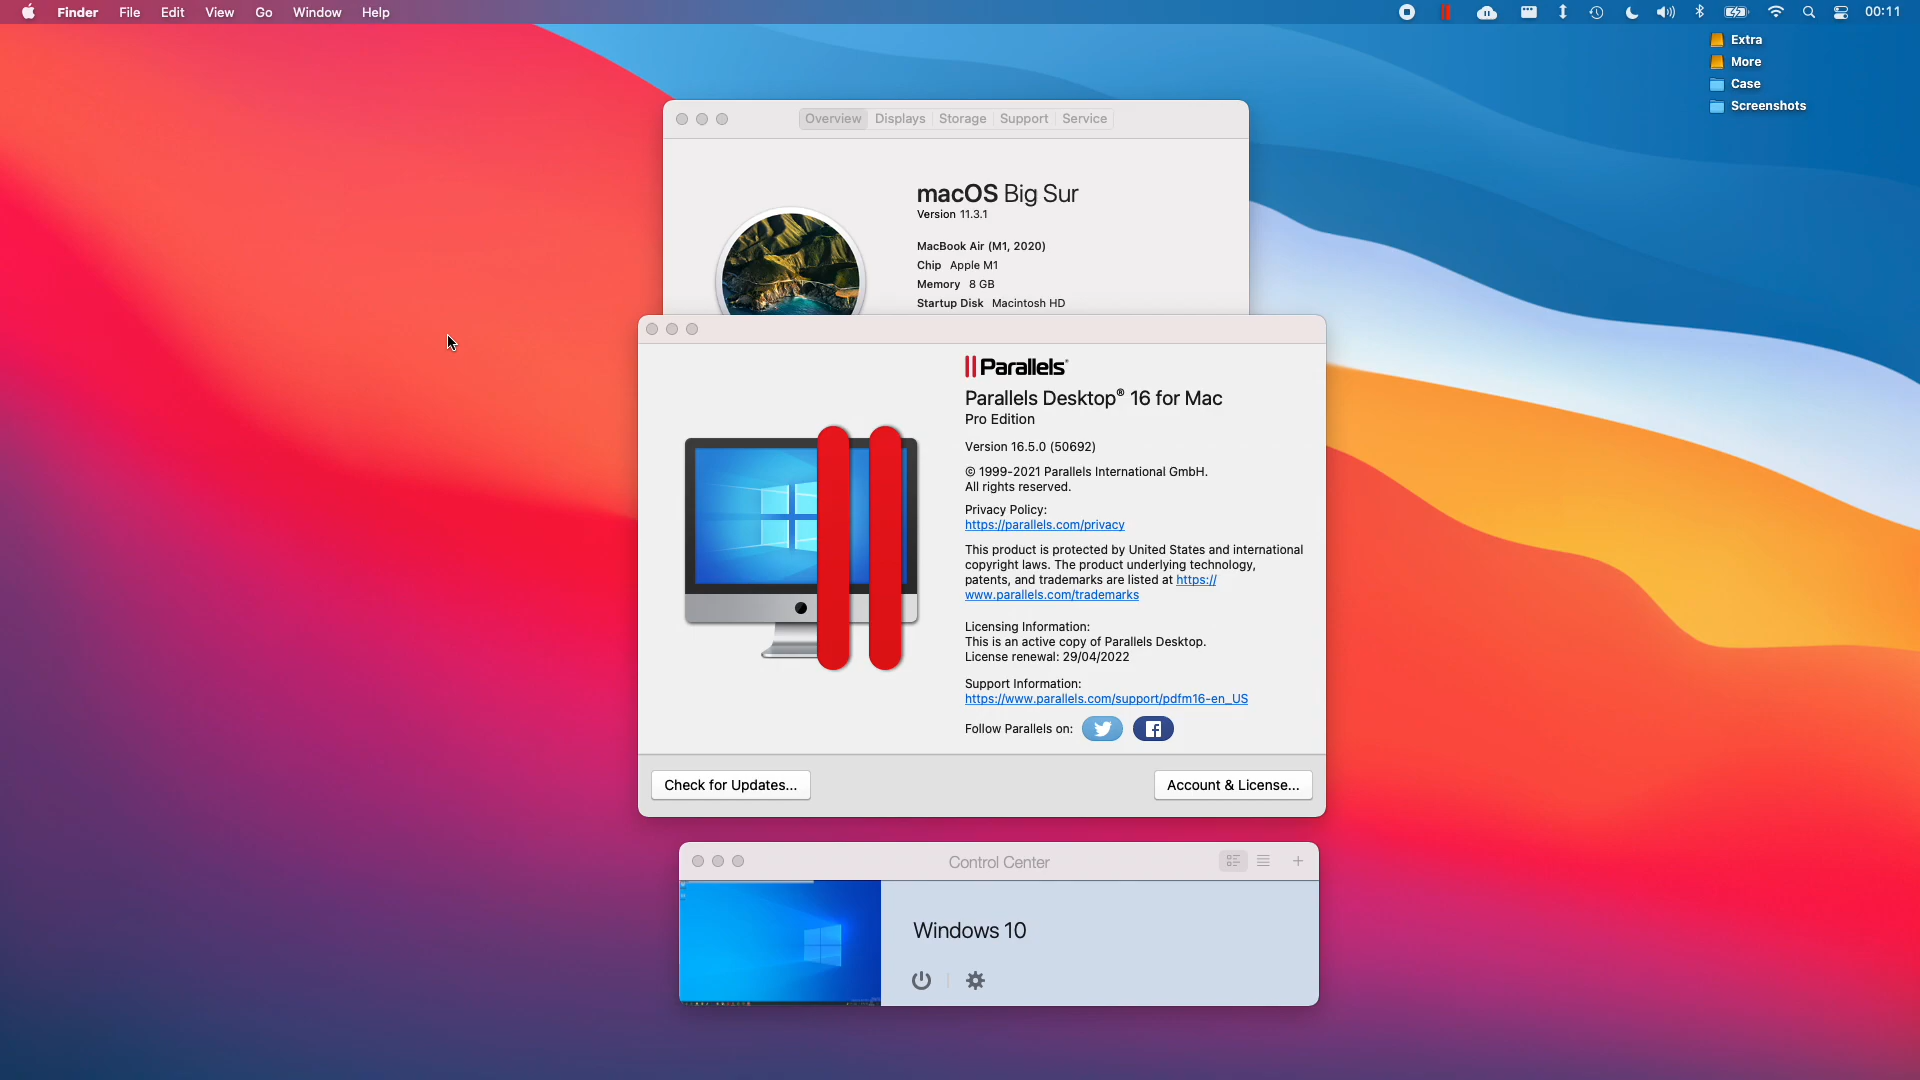 Finder File Edit View Go Window Help 00:11
Extra
More
Case
Screenshots
Overview Displays Storage Support Service
macOS Big Sur
Version 11.3.1
MacBook Air (M1, 2020)
Chip Apple M1
Memory 8 GB
Startup Disk Macintosh HD
Parallels®
Parallels Desktop® 16 for Mac
Pro Edition
Version 16.5.0 (50692)
© 1999-2021 Parallels International GmbH.
All rights reserved.
Privacy Policy:
https://parallels.com/privacy
This product is protected by United States and international
copyright laws. The product underlying technology,
patents, and trademarks are listed at https://
www.parallels.com/trademarks
Licensing Information:
This is an active copy of Parallels Desktop.
License renewal: 29/04/2022
Support Information:
https://www.parallels.com/support/pdfm16-en_US
Follow Parallels on:
Check for Updates... Account & License...
Control Center
Windows 10